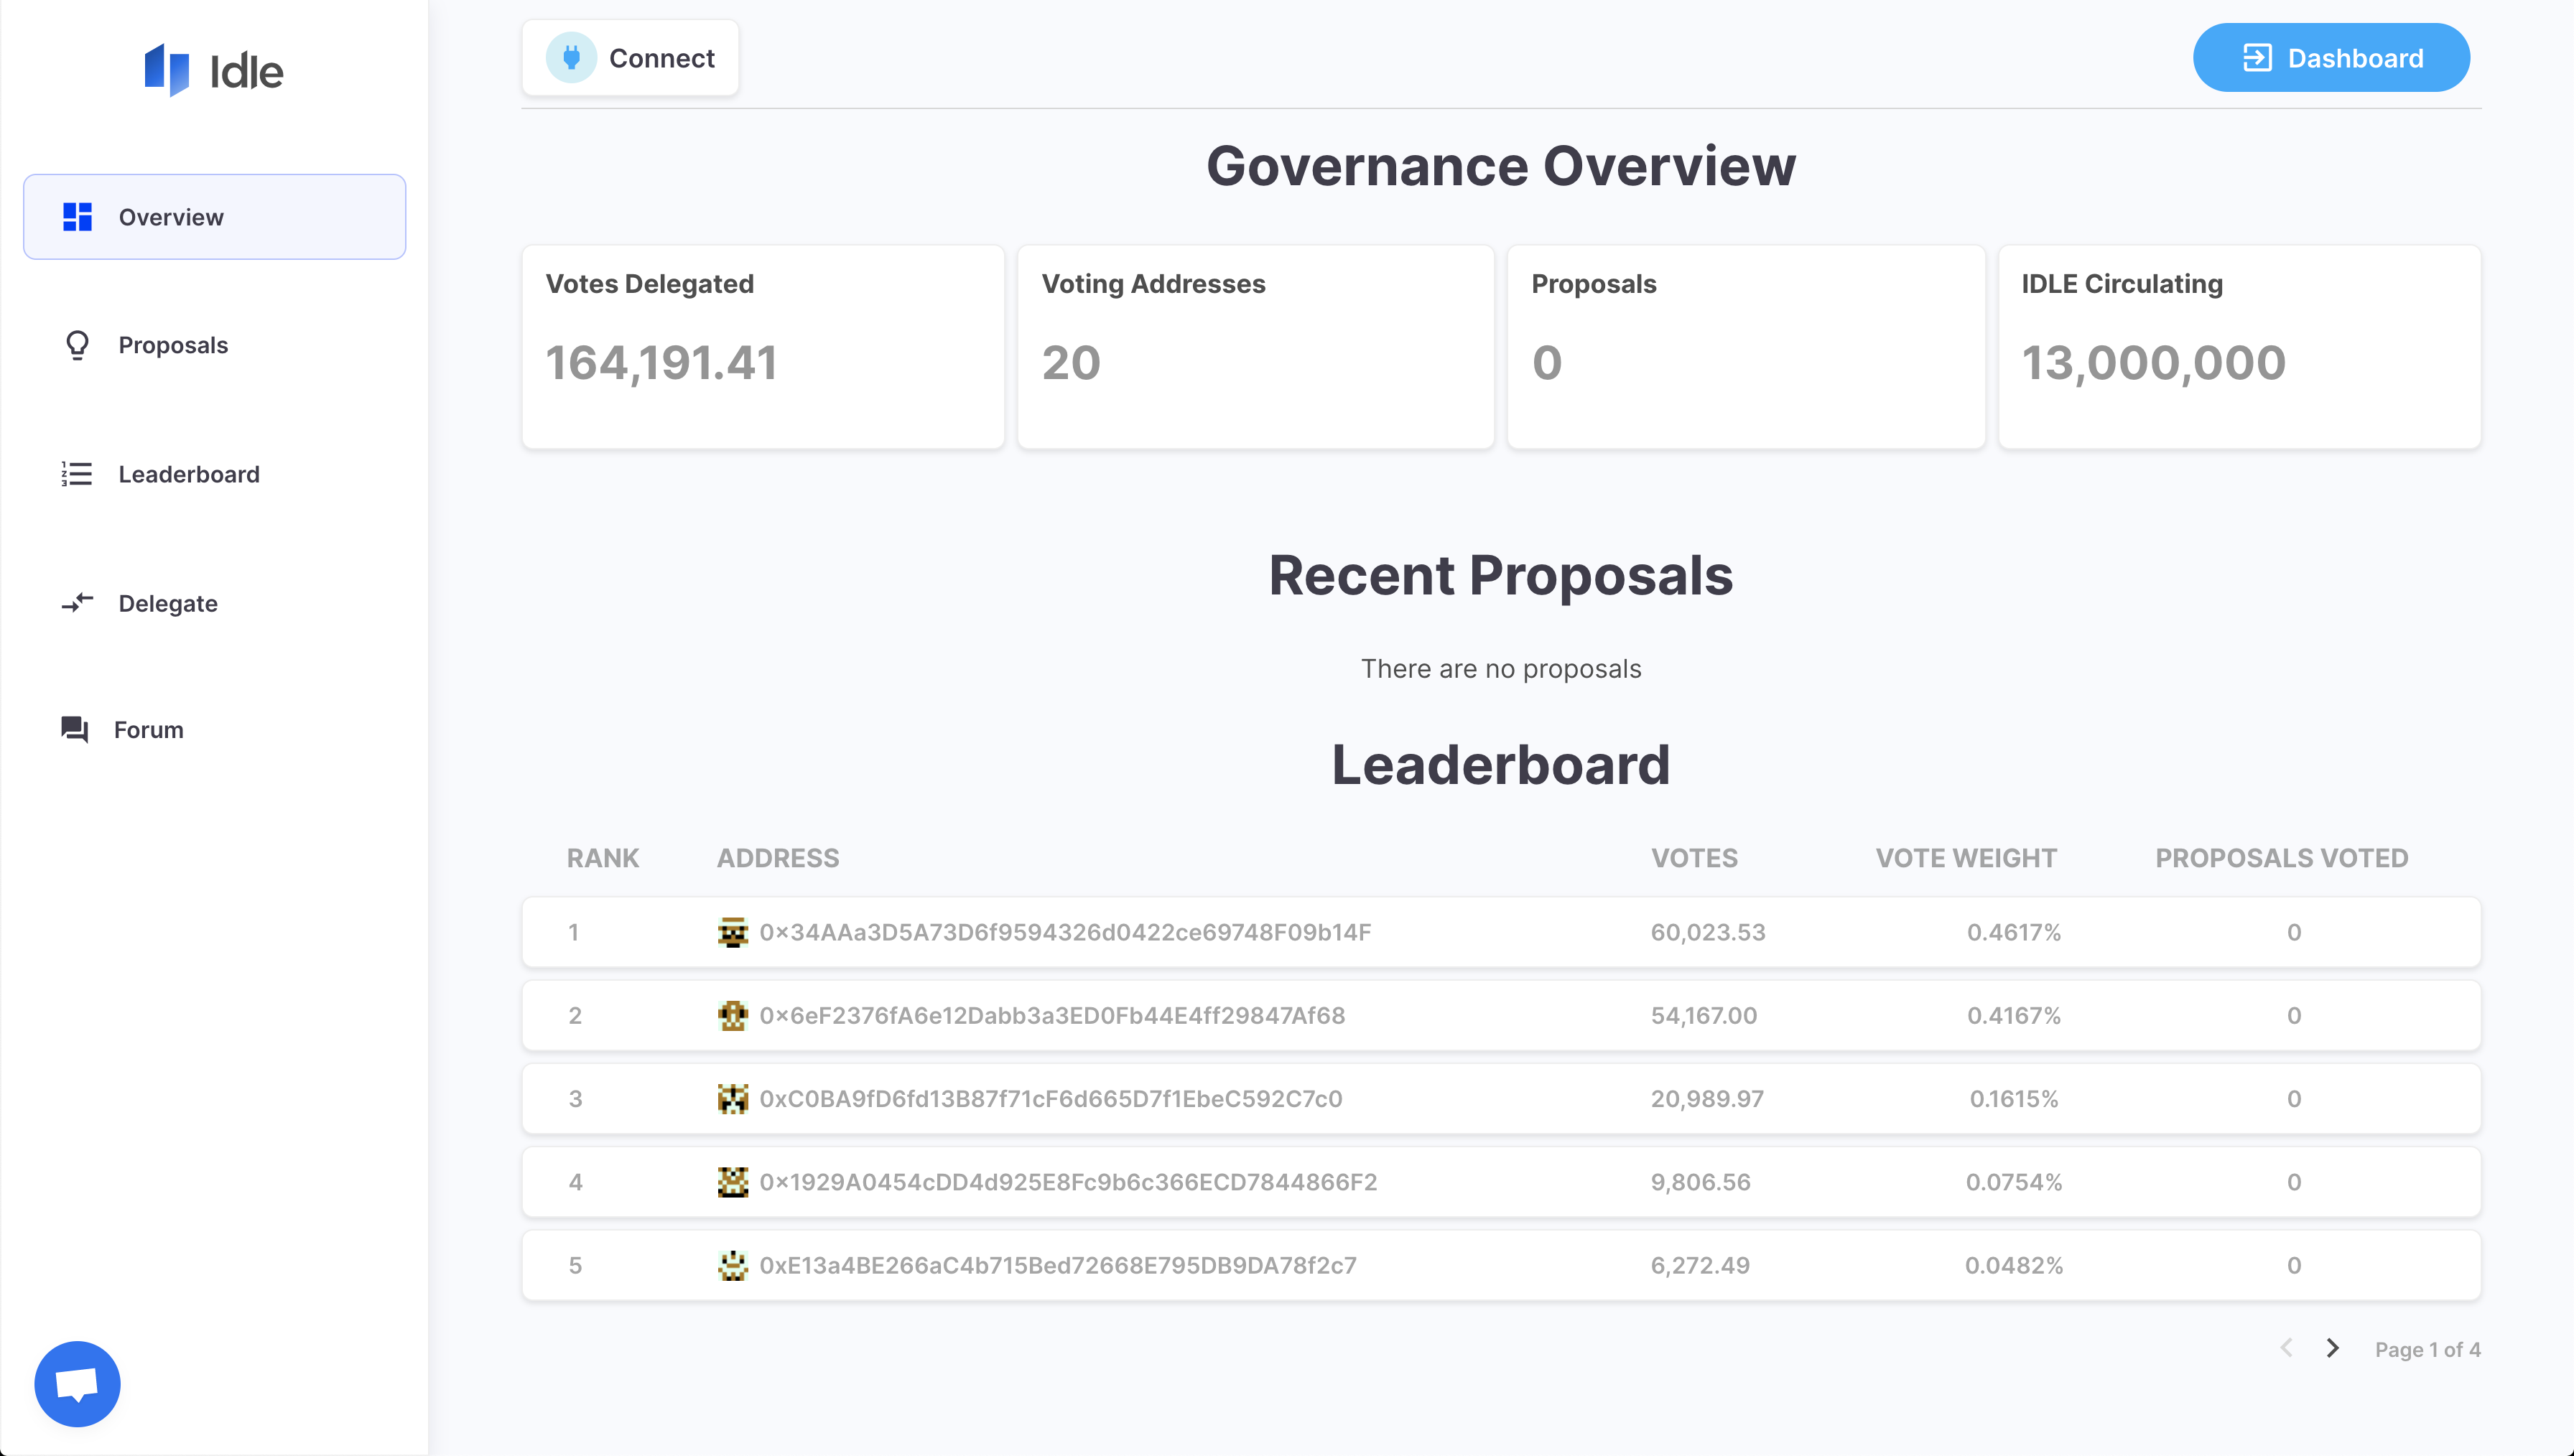 Idle
Connect
Dashboard
Overview
Proposals
Leaderboard
Delegate
Forum
Governance Overview
Votes Delegated
164,191.41
Voting Addresses
20
Proposals
0
IDLE Circulating
13,000,000
Recent Proposals
There are no proposals
Leaderboard
RANK ADDRESS VOTES VOTE WEIGHT PROPOSALS VOTED
1 0x34AAa3D5A73D6f9594326d0422ce69748F09b14F 60,023.53 0.4617% 0
2 0x6eF2376fA6e12Dabb3a3ED0Fb44E4ff29847Af68 54,167.00 0.4167% 0
3 0xC0BA9fD6fd13B87f71cF6d665D7f1EbeC592C7c0 20,989.97 0.1615% 0
4 0x1929A0454cDD4d925E8Fc9b6c366ECD7844866F2 9,806.56 0.0754% 0
5 0xE13a4BE266aC4b715Bed72668E795DB9DA78f2c7 6,272.49 0.0482% 0
Page 1 of 4